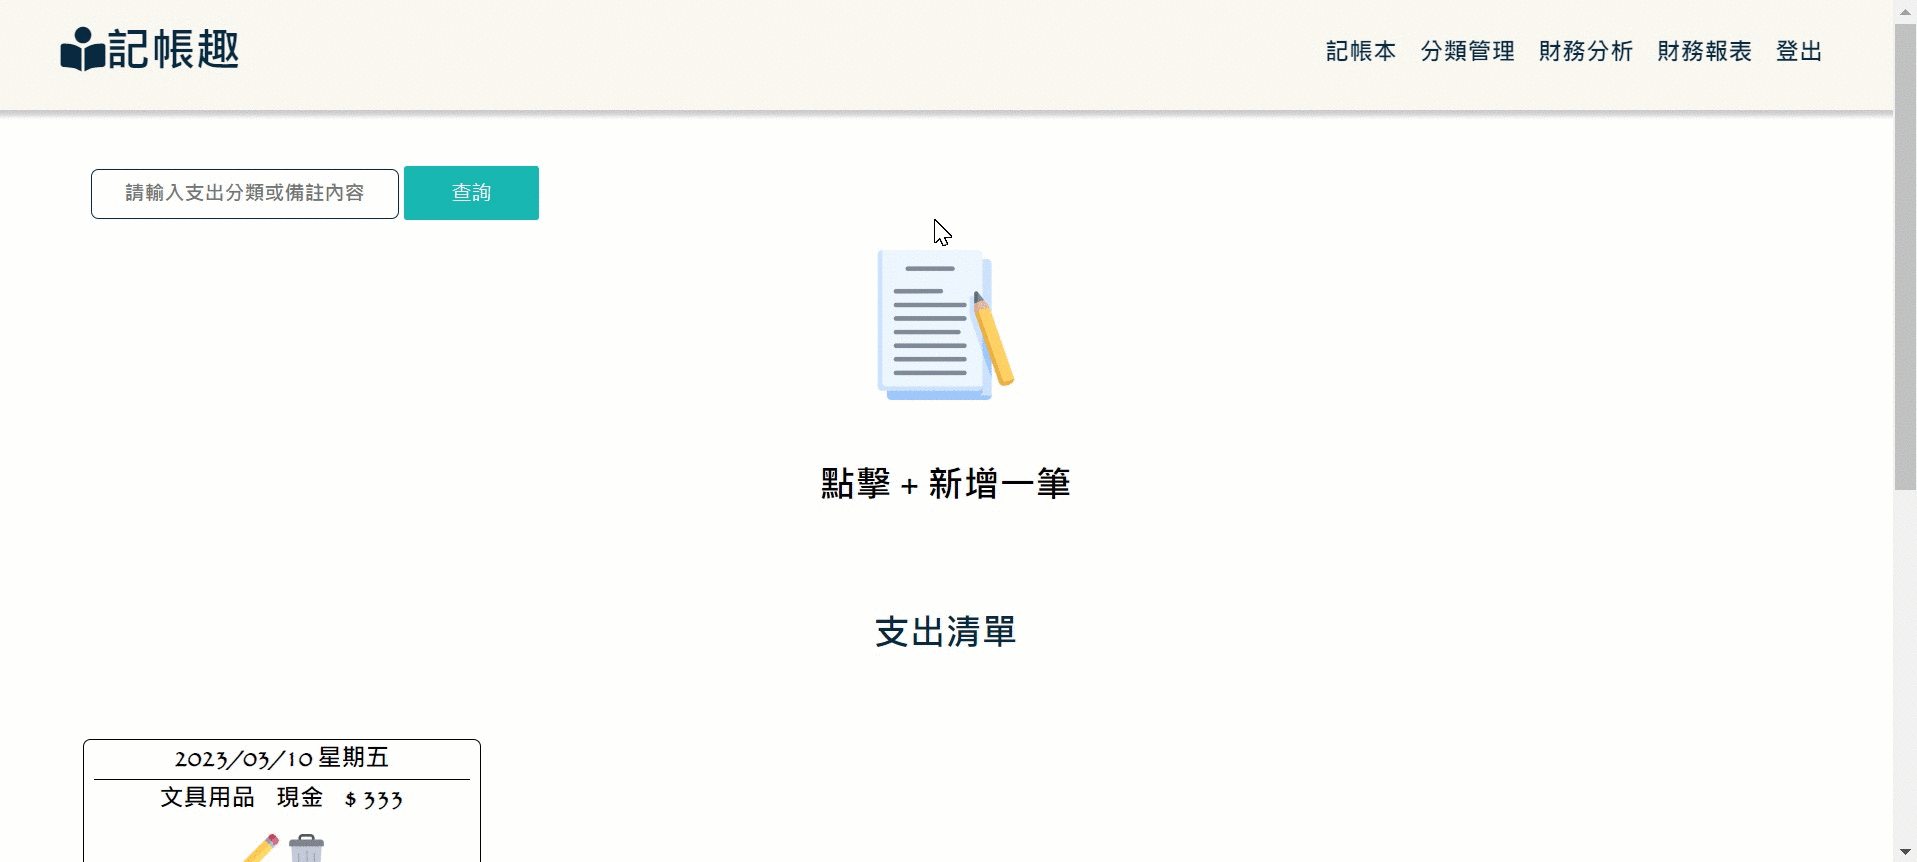 記帳趣
記帳本 分類管理 財務分析 財務報表 登出
請輸入支出分類或備註內容 查詢
點擊 + 新增一筆
支出清單
2023/03/10 星期五
文具用品 現金 $ 333